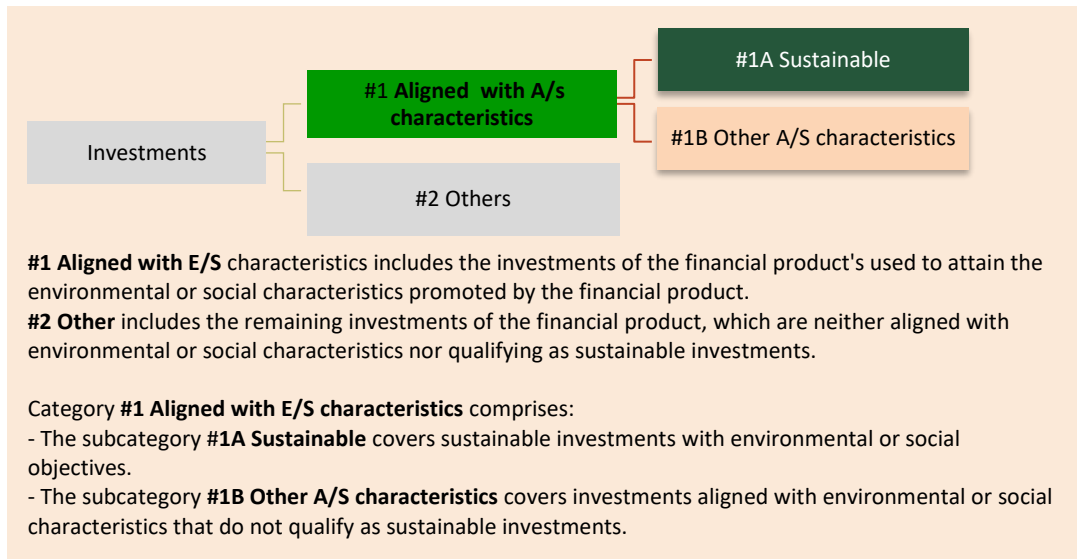 #1A Sustainable
#1 Aligned with A/s
characteristics
#1B Other A/S characteristics
Investments
#2 Others
#1 Aligned with E/S characteristics includes the investments of the financial product's used to attain the
environmental or social characteristics promoted by the financial product.
#2 Other includes the remaining investments of the financial product, which are neither aligned with
environmental or social characteristics nor qualifying as sustainable investments.
Category #1 Aligned with E/S characteristics comprises:
- The subcategory #1A Sustainable covers sustainable investments with environmental or social
objectives.
- The subcategory #1B Other A/S characteristics covers investments aligned with environmental or social
characteristics that do not qualify as sustainable investments.